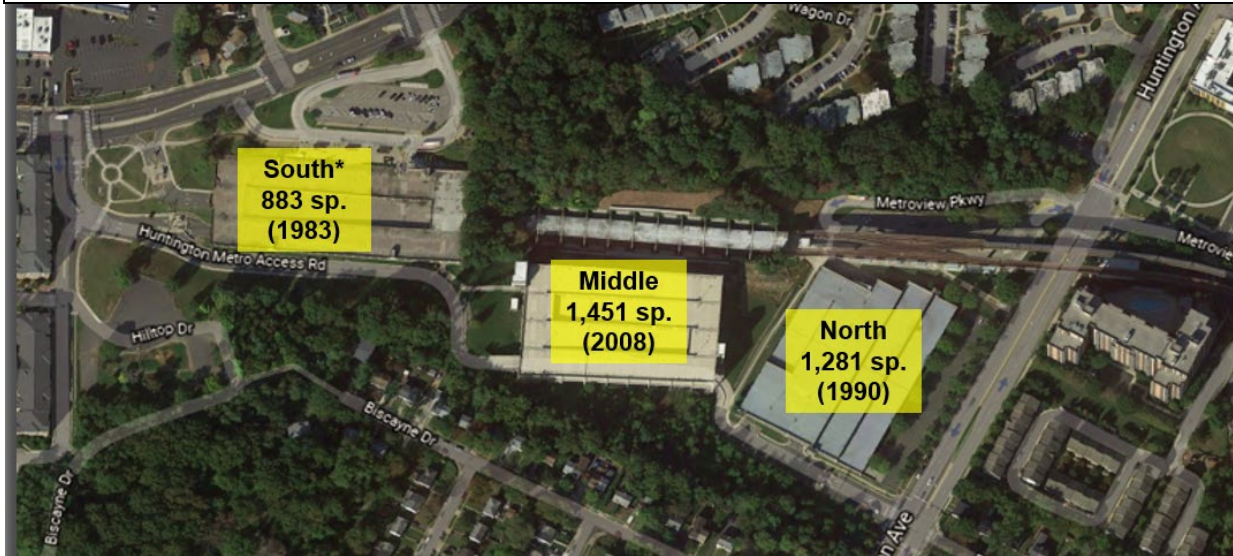 Wagon Dr
Huntington
South*
883 sp.
(1983)
Metroview Pkwy
Metroview
Huntington Metro Access Rd
Middle
1,451 sp.
(2008)
North
1,281 sp.
(1990)
Hilltop Dr
Biscayne Dr
Biscayne Dr
Ave